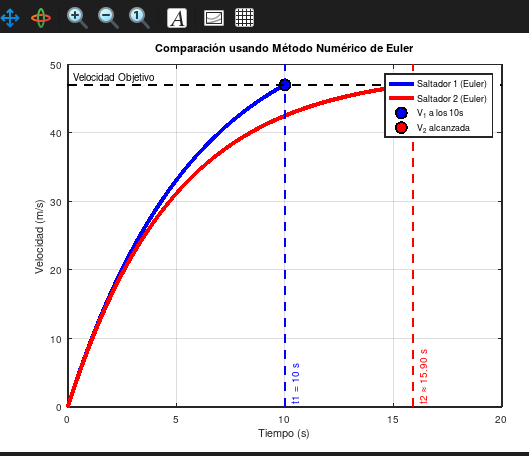 A
Comparación usando Método Numérico de Euler
50
Velocidad Objetivo
Saltador 1 (Euler)
Saltador 2 (Euler)
V1 a los 10s
V2 alcanzada
40
30
20
10
0
Velocidad (m/s)
t1 = 10 s
t2 ≈ 15.90 s
0
5
10
15
20
Tiempo (s)